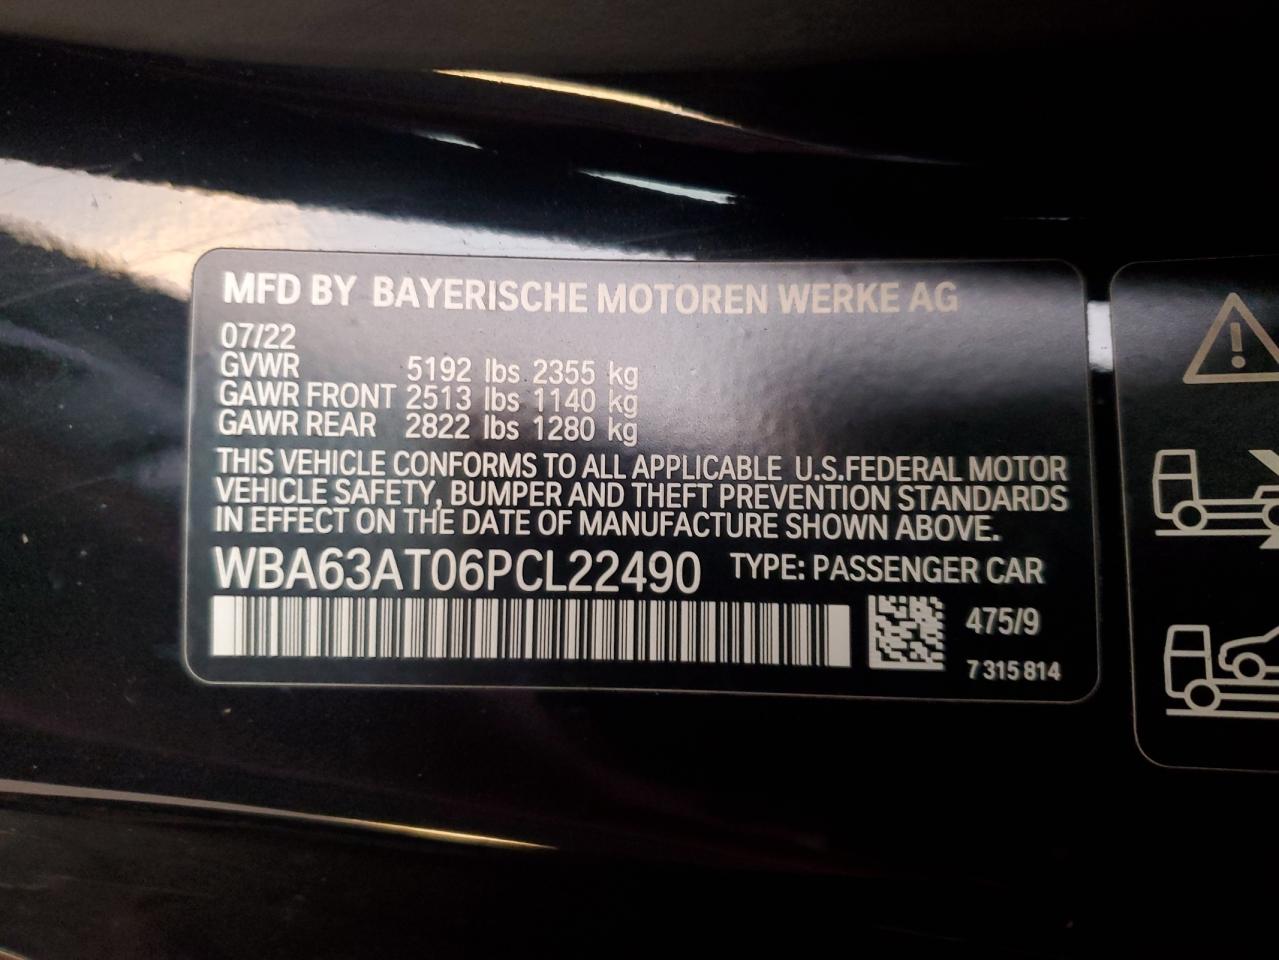 MFD BY BAYERISCHE MOTOREN WERKE AG
07/22
GVWR 5192 lbs 2355 kg
GAWR FRONT 2513 lbs 1140 kg
GAWR REAR 2822 lbs 1280 kg
THIS VEHICLE CONFORMS TO ALL APPLICABLE U.S.FEDERAL MOTOR
VEHICLE SAFETY, BUMPER AND THEFT PREVENTION STANDARDS
IN EFFECT ON THE DATE OF MANUFACTURE SHOWN ABOVE.
WBA63AT06PCL22490 TYPE: PASSENGER CAR
475/9
7 315 814